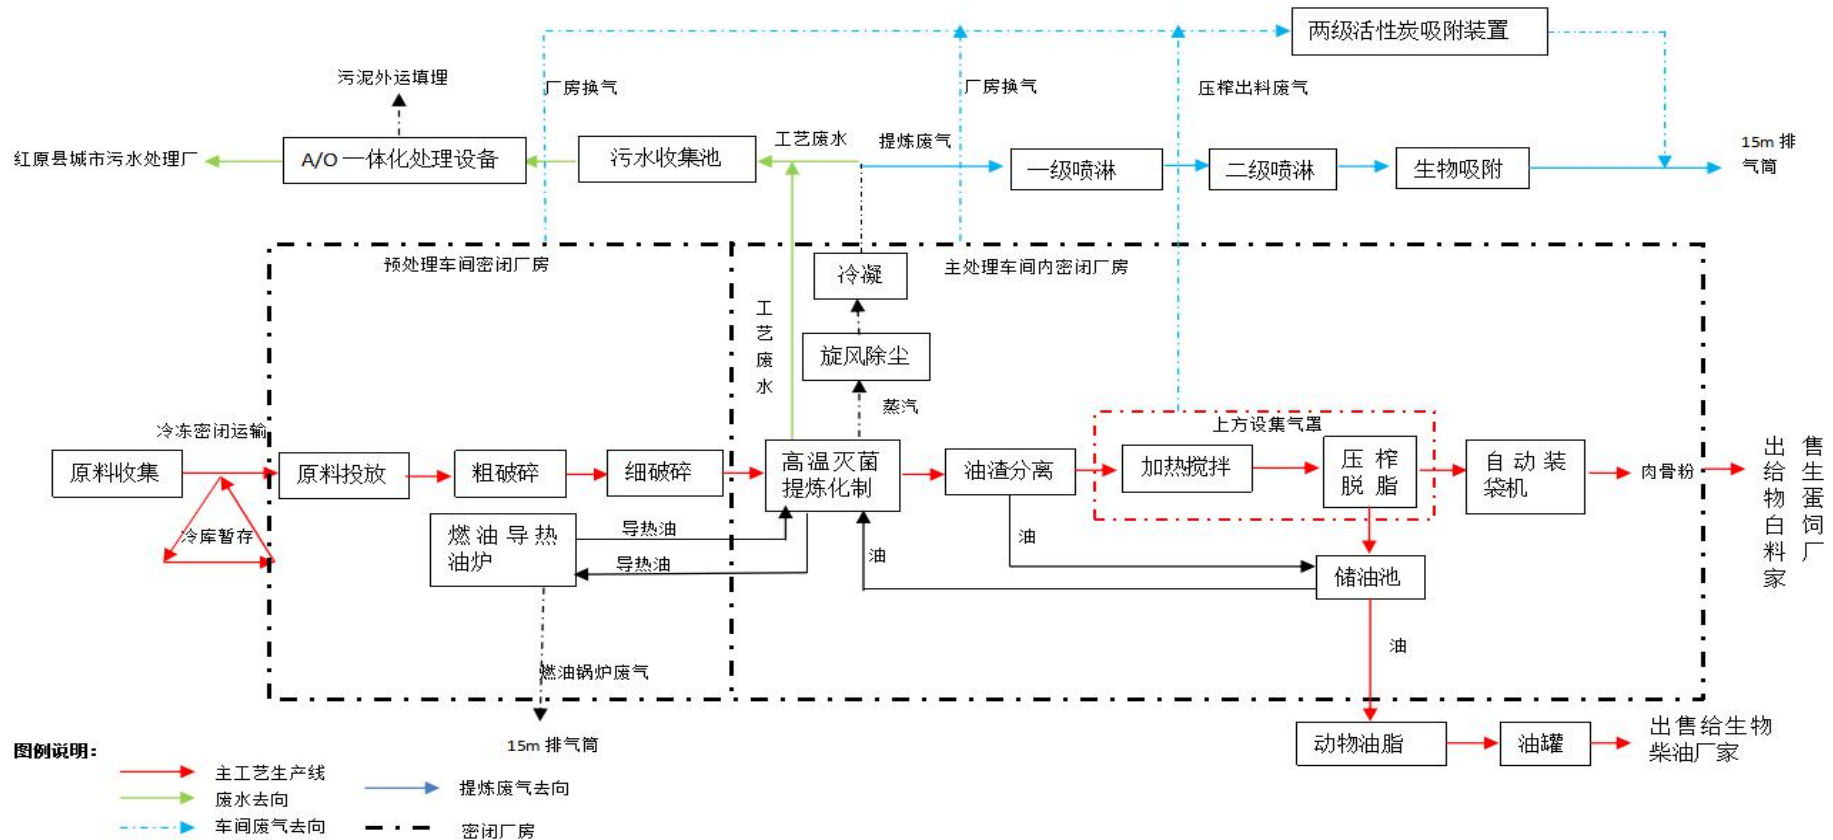 两级活性炭吸附装置
污泥外运填埋
厂房换气
厂房换气
压榨出料废气
红原县城市污水处理厂
A/O 一体化处理设备
污水收集池
工艺废水
提炼废气
一级喷淋
二级喷淋
生物吸附
15m 排
气筒
预处理车间密闭厂房
主处理车间内密闭厂房
冷凝
工
艺
废
水
旋风除尘
蒸汽
冷冻密闭运输
上方设集气罩
原料收集
原料投放
粗破碎
细破碎
高温灭菌
提炼化制
油渣分离
加热搅拌
压榨
脱脂
自动装
袋机
肉骨粉
出售
给生
物蛋
白饲
料厂
家
冷库暂存
燃油导热
油炉
导热油
导热油
油
油
储油池
油
燃油锅炉废气
15m 排气筒
动物油脂
油罐
出售给生物
柴油厂家
图例说明：
主工艺生产线
废水去向
车间废气去向
提炼废气去向
密闭厂房